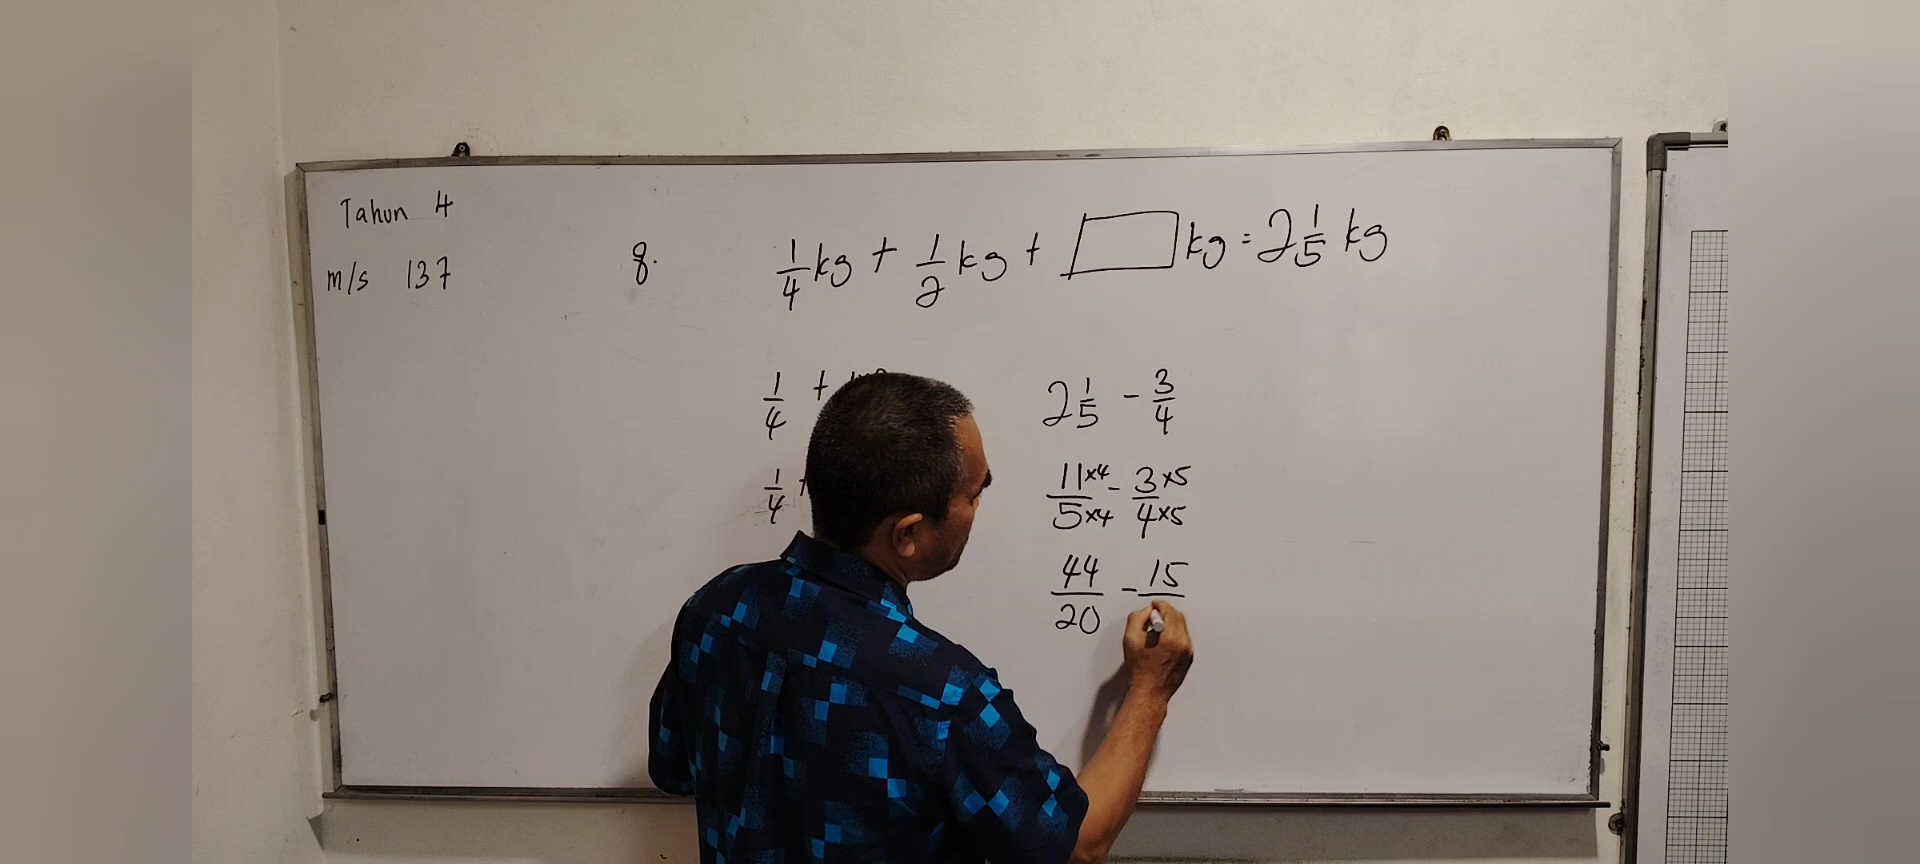 Tahun 4
m/s 137
8. 1/4 kg + 1/2 kg + □ kg = 2 1/5 kg
1/4 +
1/4 +
2 1/5 - 3/4
11×4/5×4 - 3×5/4×5
44/20 - 15/